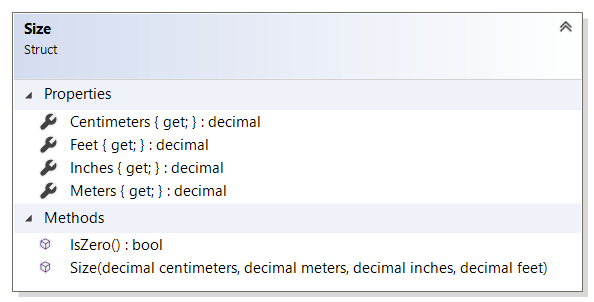 Size
Struct
Properties
Centimeters { get; } : decimal
Feet { get; } : decimal
Inches { get; } : decimal
Meters { get; } : decimal
Methods
IsZero() : bool
Size(decimal centimeters, decimal meters, decimal inches, decimal feet)